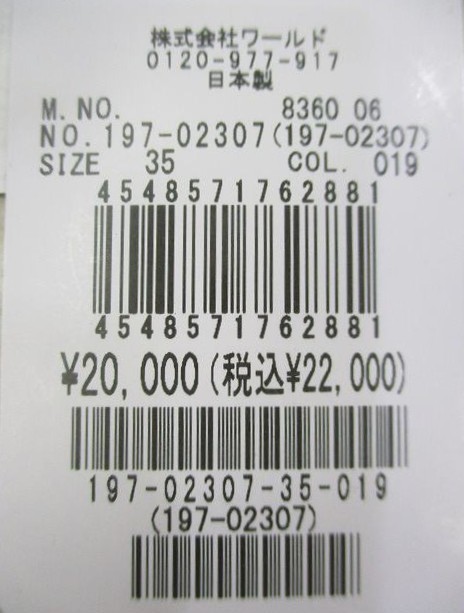 株式会社ワールド
0120-977-917
日本製
M.NO. 8360 06
NO.197-02307(197-02307)
SIZE 35 COL. 019
4548571762881
4548571762881
¥20,000(税込¥22,000)
197-02307-35-019
(197-02307)